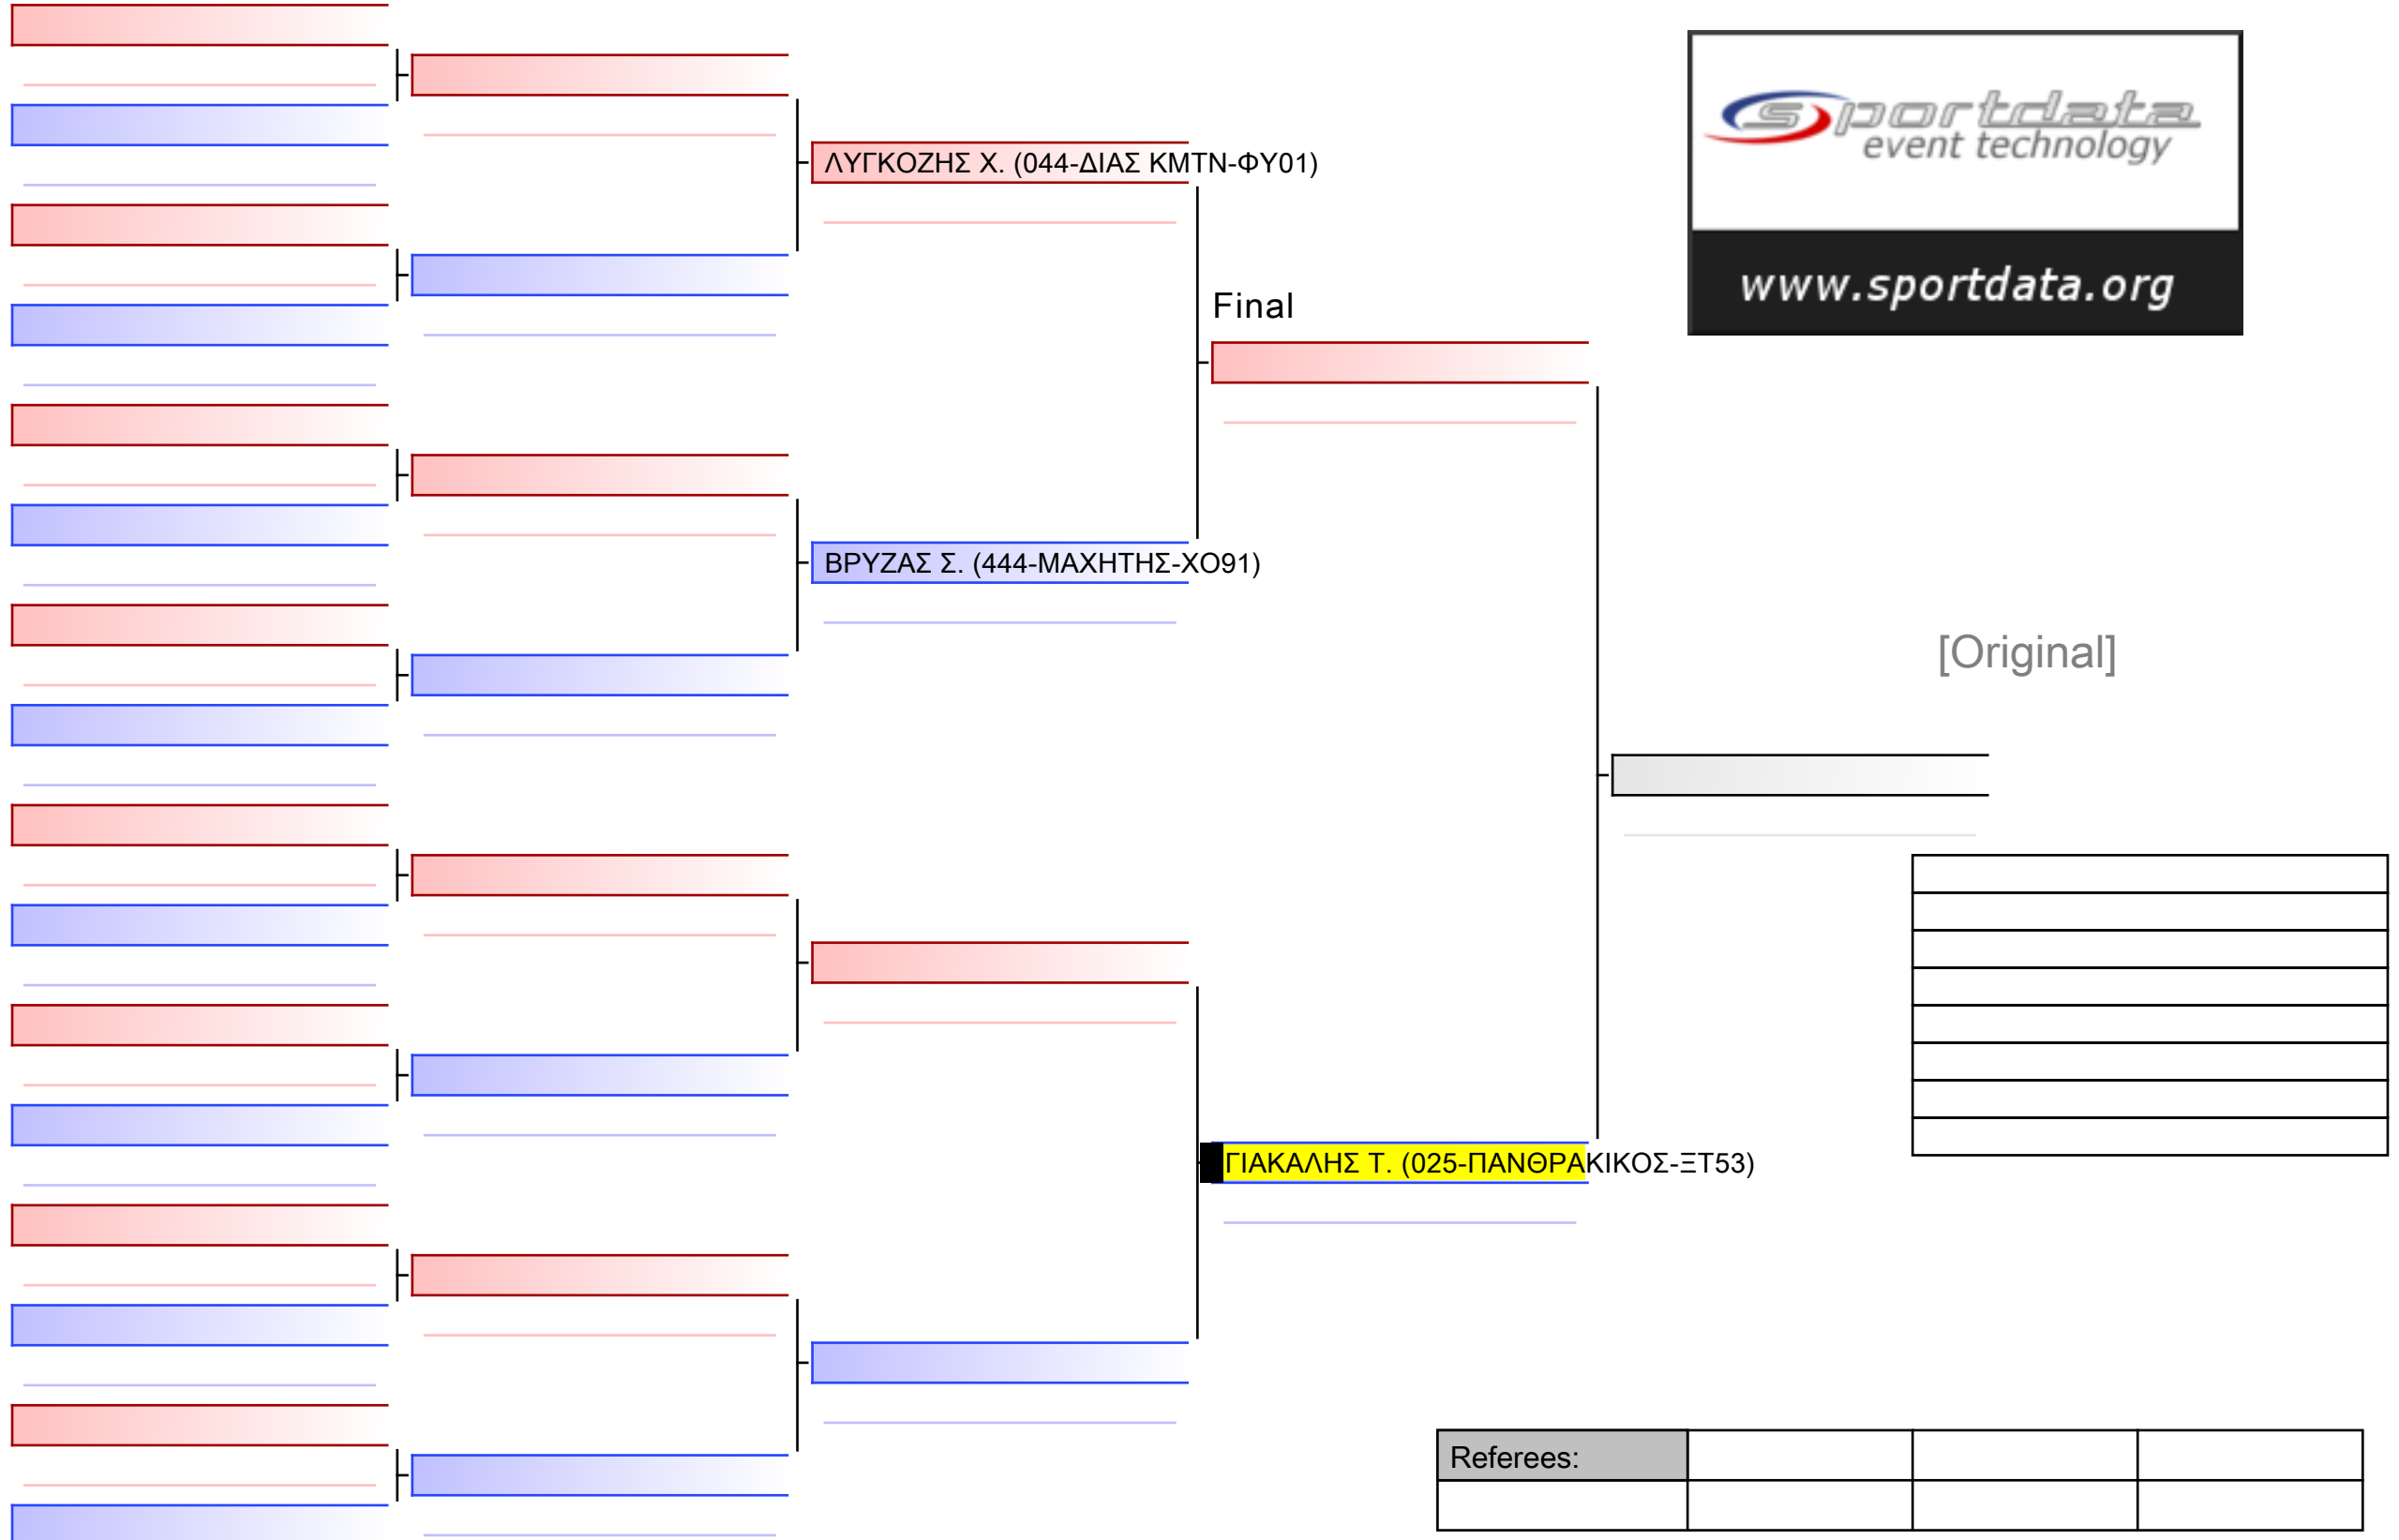 sportdata
event technology
www.sportdata.org
ΛΥΓΚΟΖΗΣ Χ. (044-ΔΙΑΣ ΚΜΤΝ-ΦΥ01)
Final
ΒΡΥΖΑΣ Σ. (444-ΜΑΧΗΤΗΣ-ΧΟ91)
[Original]
ΓΙΑΚΑΛΗΣ Τ. (025-ΠΑΝΘΡΑΚΙΚΟΣ-ΞΤ53)
Referees: